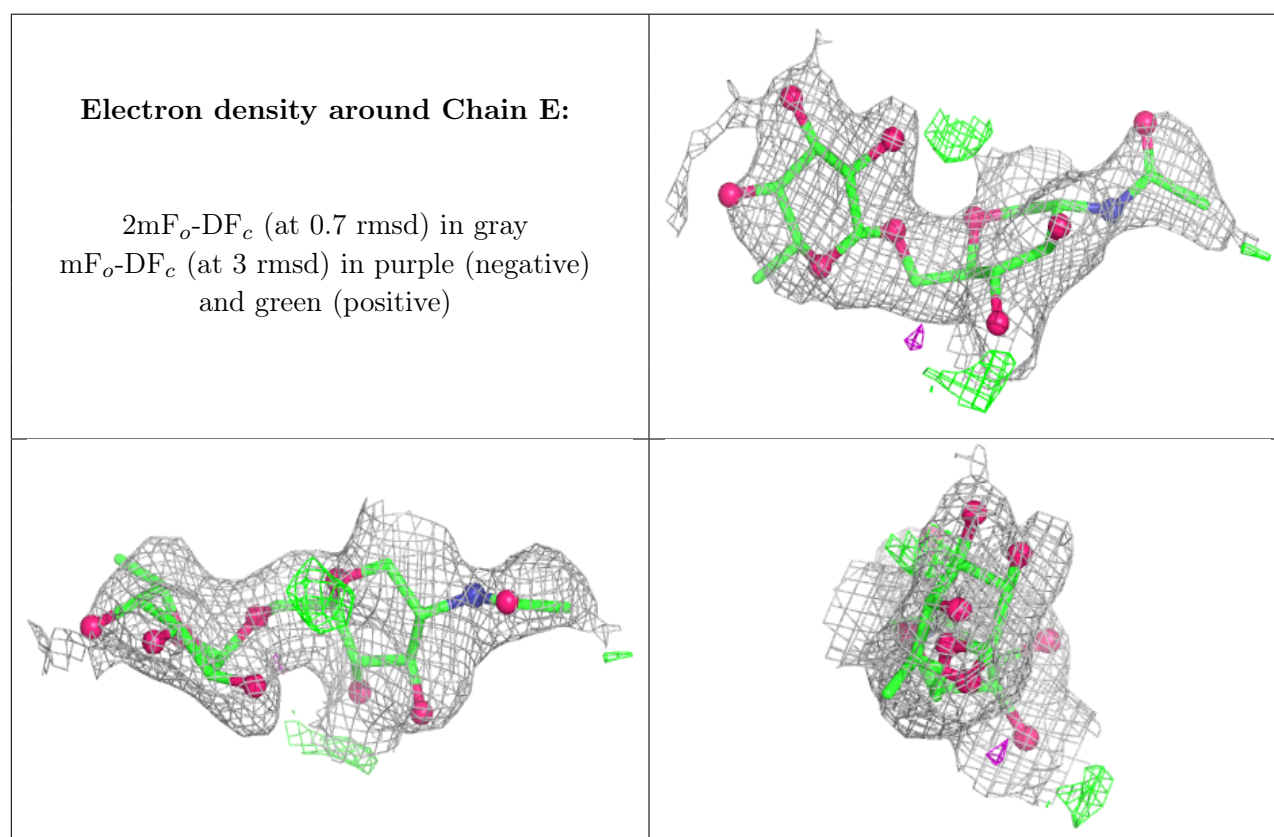 Electron density around Chain E:
2mFₒ-DF𝒸 (at 0.7 rmsd) in gray
mFₒ-DF𝒸 (at 3 rmsd) in purple (negative)
and green (positive)